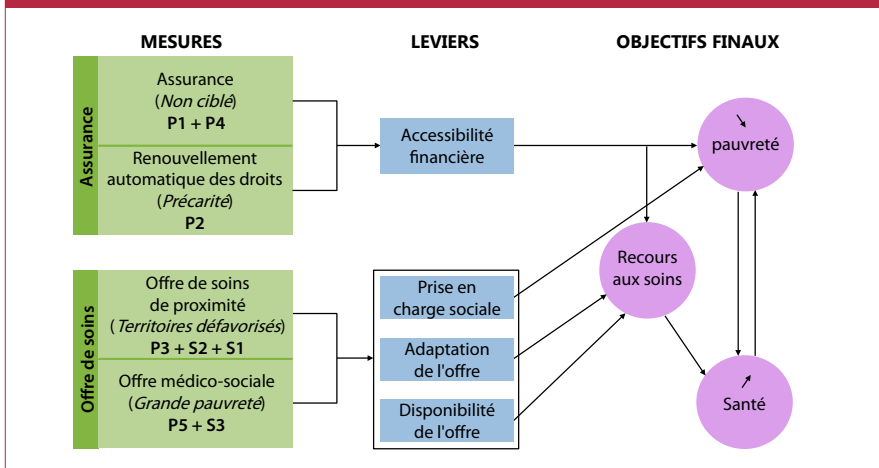 MESURES
LEVIERS
OBJECTIFS FINAUX
Assurance
Assurance
(Non ciblé)
P1 + P4
Renouvellement
automatique des droits
(Précarité)
P2
Accessibilité
financière
pauvreté
Recours
aux soins
Offre de soins
Offre de soins
de proximité
(Territoires défavorisés)
P3 + S2 + S1
Offre médico-sociale
(Grande pauvreté)
P5 + S3
Prise en
charge sociale
Adaptation
de l'offre
Disponibilité
de l'offre
Santé